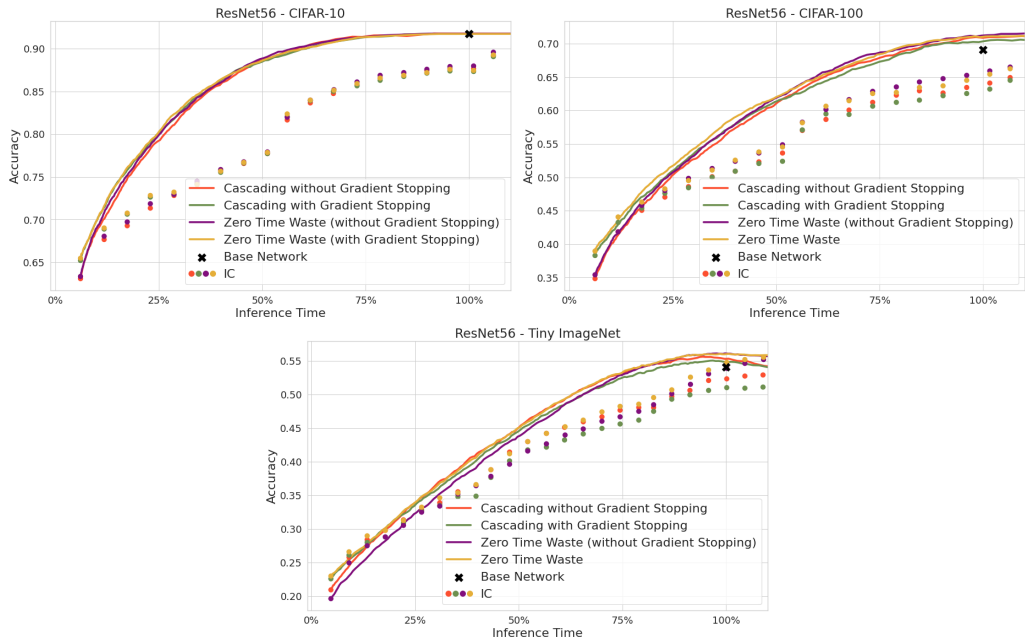 ResNet56 - CIFAR-10
Accuracy
0.90
0.85
0.80
0.75
0.70
0.65
Cascading without Gradient Stopping
Cascading with Gradient Stopping
Zero Time Waste (without Gradient Stopping)
Zero Time Waste (with Gradient Stopping)
Base Network
IC
0%
25%
50%
75%
100%
Inference Time
ResNet56 - CIFAR-100
Accuracy
0.70
0.65
0.60
0.55
0.50
0.45
0.40
0.35
Cascading without Gradient Stopping
Cascading with Gradient Stopping
Zero Time Waste (without Gradient Stopping)
Zero Time Waste
Base Network
IC
0%
25%
50%
75%
100%
Inference Time
ResNet56 - Tiny ImageNet
Accuracy
0.55
0.50
0.45
0.40
0.35
0.30
0.25
0.20
Cascading without Gradient Stopping
Cascading with Gradient Stopping
Zero Time Waste (without Gradient Stopping)
Zero Time Waste
Base Network
IC
0%
25%
50%
75%
100%
Inference Time